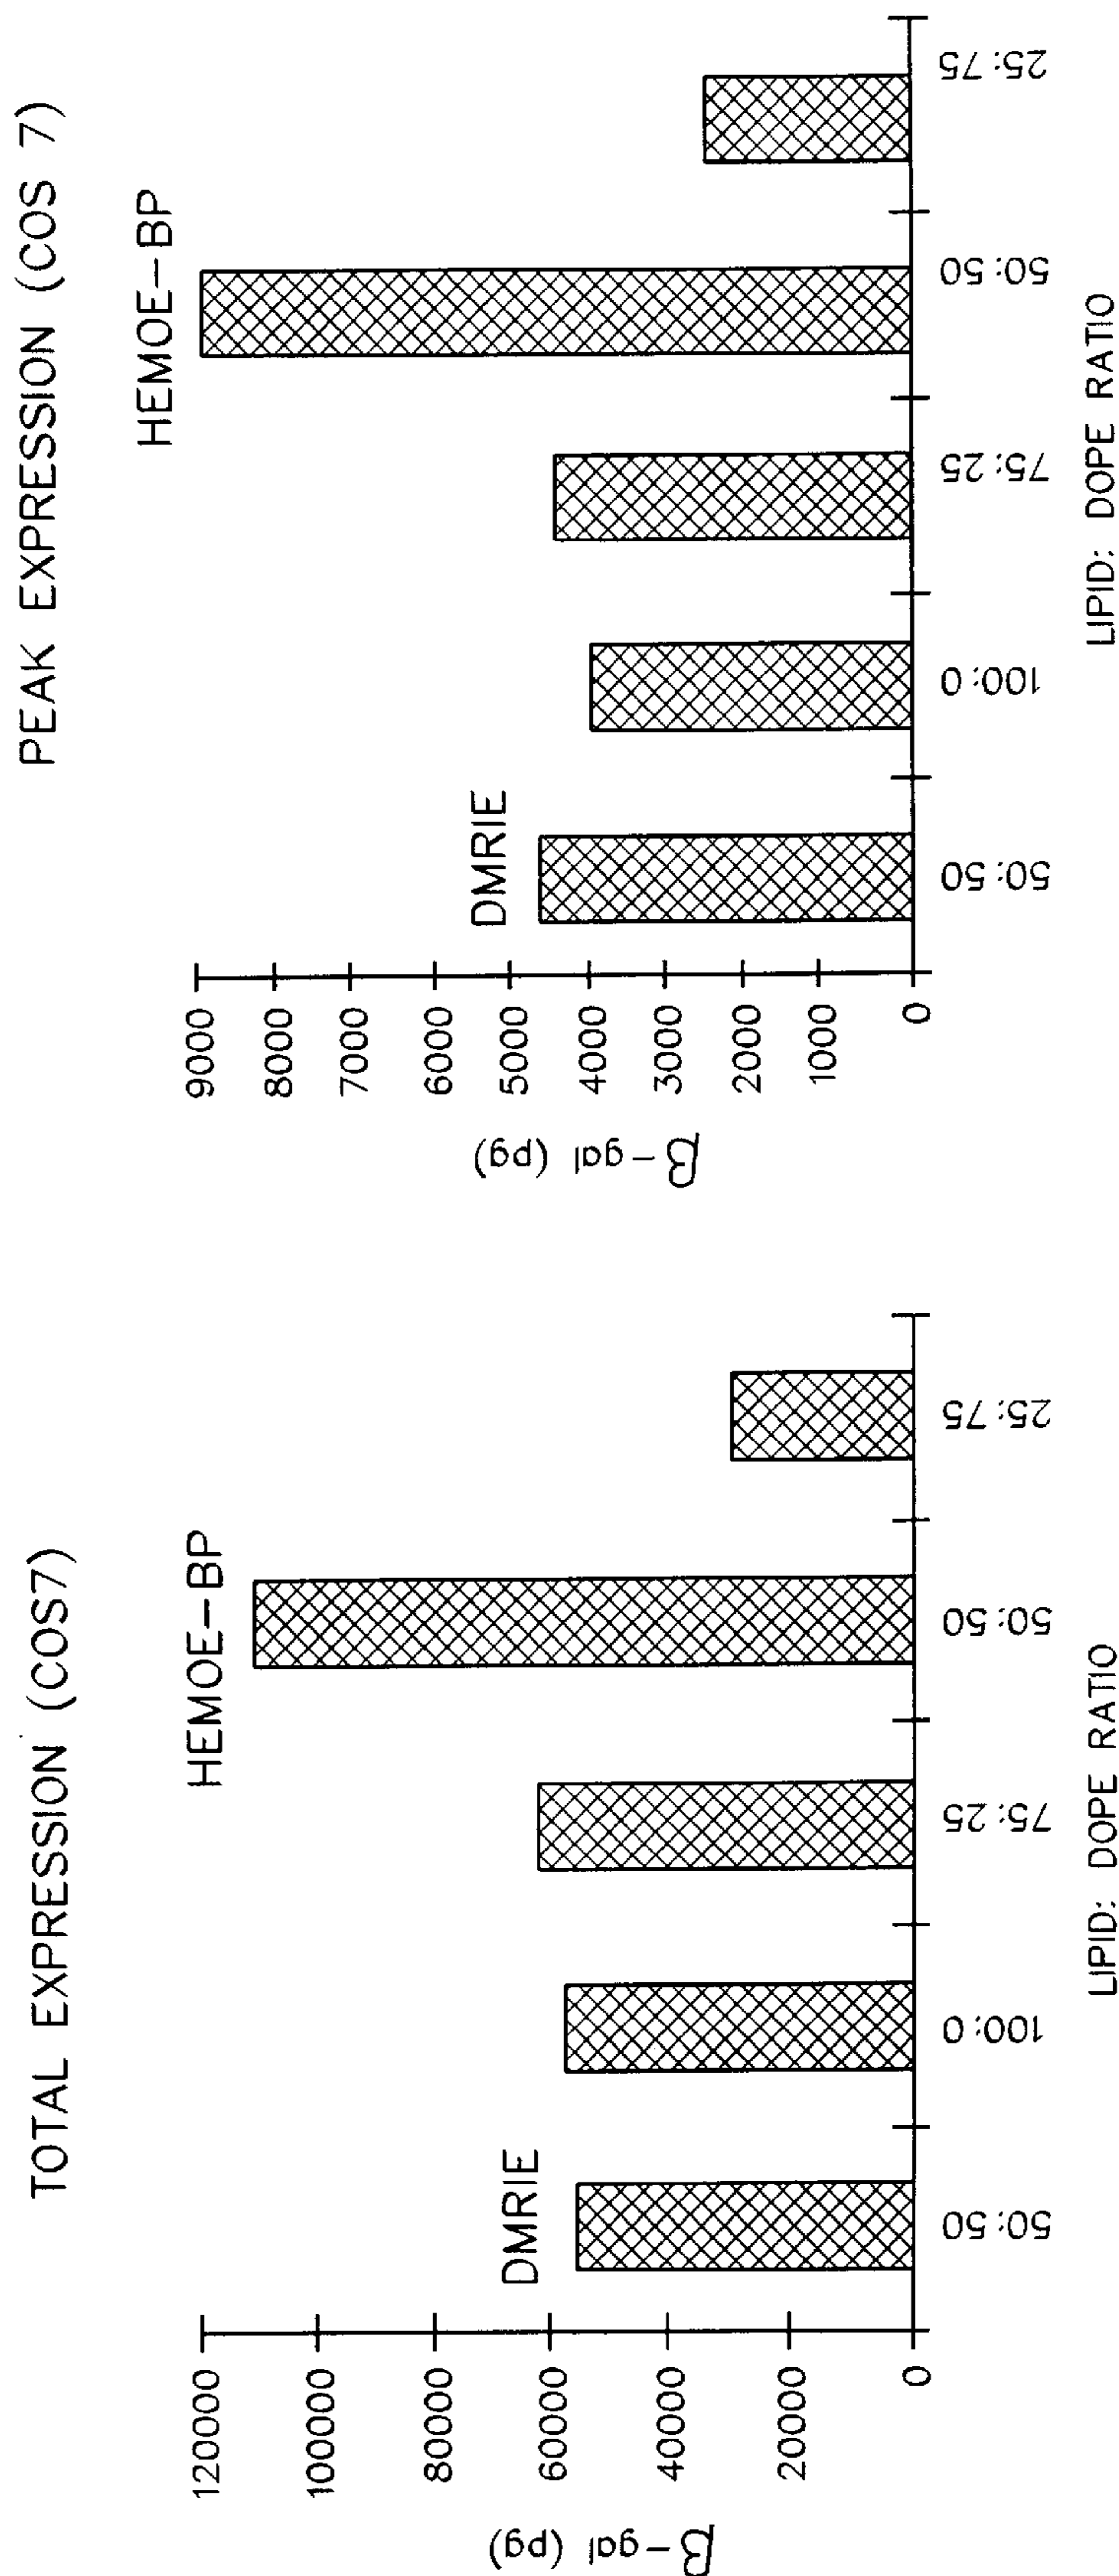 TOTAL EXPRESSION (COS7)
HEMOE-BP
DMRIE
β-gal (pg)
120000
100000
80000
60000
40000
20000
0
50:50
100:0
75:25
50:50
25:75
LIPID: DOPE RATIO
PEAK EXPRESSION (COS 7)
HEMOE-BP
DMRIE
β-gal (pg)
9000
8000
7000
6000
5000
4000
3000
2000
1000
0
50:50
100:0
75:25
50:50
25:75
LIPID: DOPE RATIO